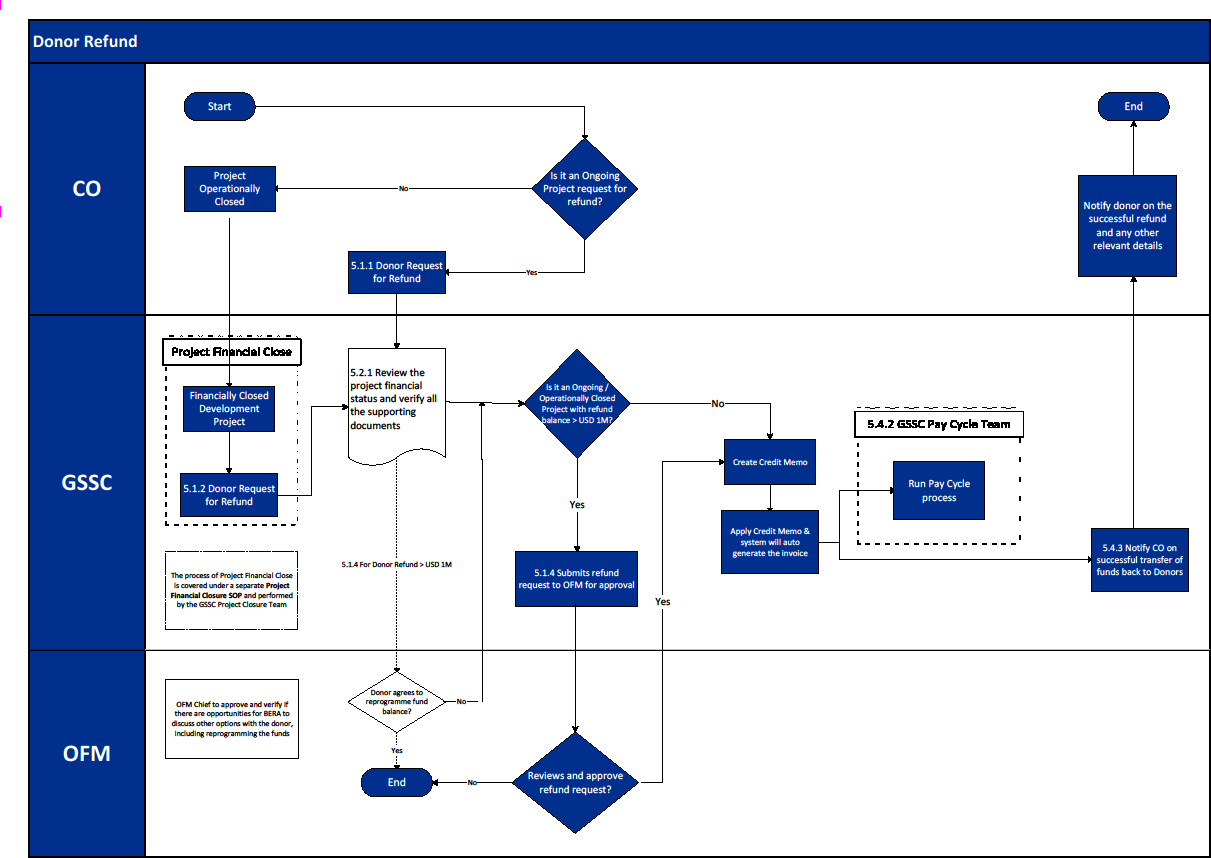 Donor Refund
CO
Start
End
Project
Operationally
Closed
No
Is it an Ongoing
Project request for
refund?
Yes
5.1.1 Donor Request
for Refund
Notify donor on the
successful refund
and any other
relevant details
GSSC
Project Financial Close
Financially Closed
Development
Project
5.1.2 Donor Request
for Refund
The process of Project Financial Close
is covered under a separate Project
Financial Closure SOP and performed
by the GSSC Project Closure Team
5.2.1 Review the
project financial
status and verify all
the supporting
documents
5.1.4 For Donor Refund > USD 1M
Is it an Ongoing /
Operationally Closed
Project with refund
balance > USD 1M?
No
Yes
5.1.4 Submits refund
request to OFM for approval
Yes
Create Credit Memo
Apply Credit Memo &
system will auto
generate the invoice
5.4.2 GSSC Pay Cycle Team
Run Pay Cycle
process
5.4.3 Notify CO on
successful transfer of
funds back to Donors
OFM
OFM Chief to approve and verify if
there are opportunities for BERA to
discuss other options with the donor,
including reprogramming the funds
Donor agrees to
reprogramme fund
balance?
No
Yes
End
No
Reviews and approve
refund request?